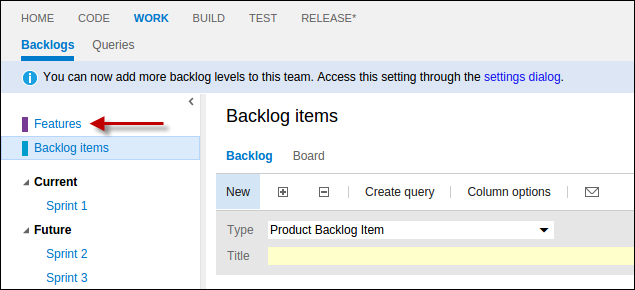 HOME CODE WORK BUILD TEST RELEASE*
Backlogs Queries
You can now add more backlog levels to this team. Access this setting through the settings dialog.
Features
Backlog items
Current
Sprint 1
Future
Sprint 2
Sprint 3
Backlog items
Backlog Board
New Create query Column options
Type Product Backlog Item
Title